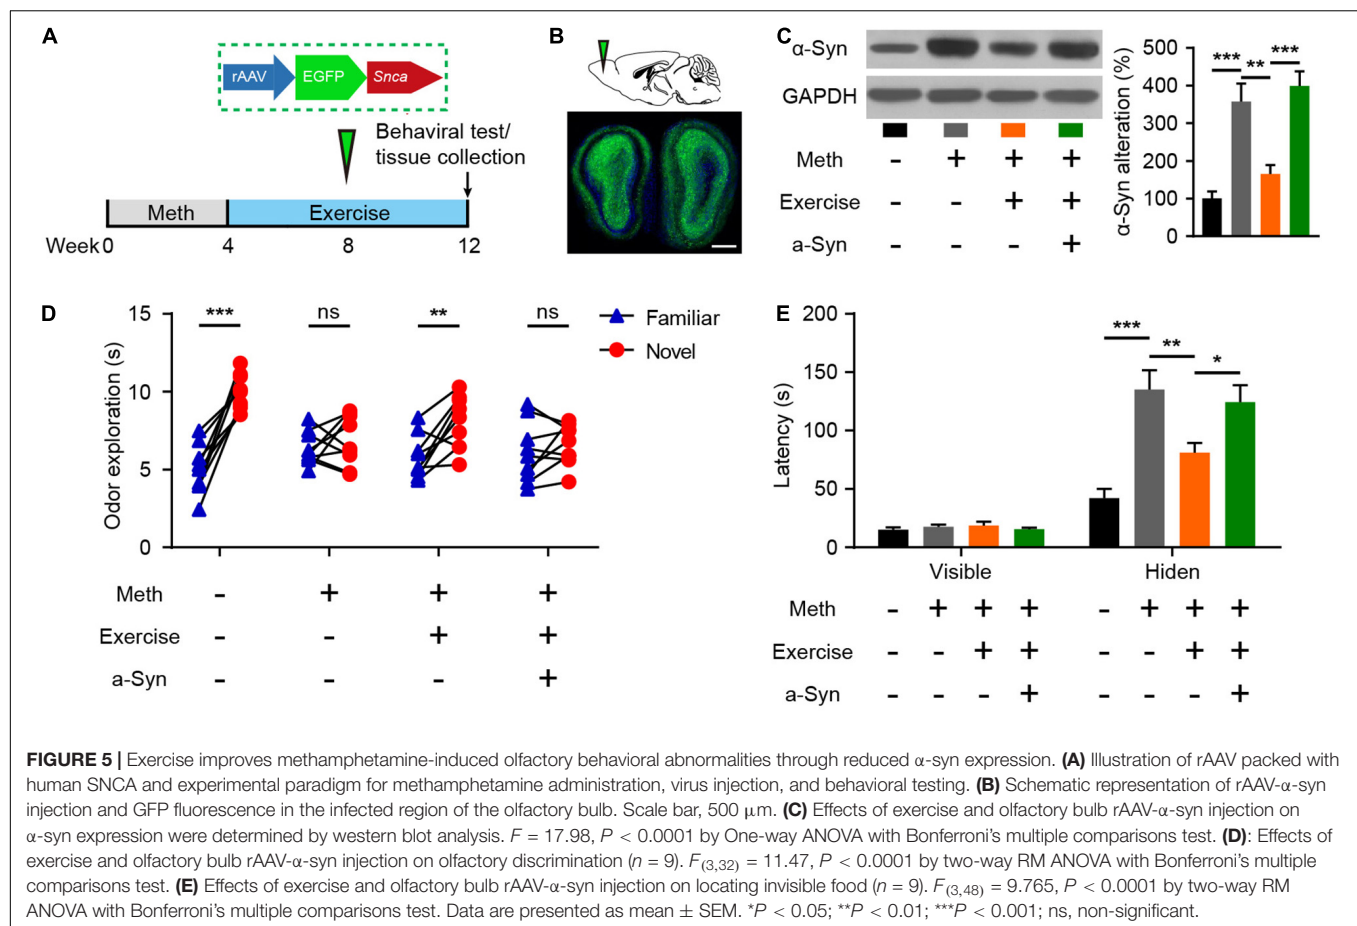 A
rAAV
EGFP
Snca
Behaviral test/
tissue collection
Meth
Exercise
Week 0
4
8
12
B
C
α-Syn
GAPDH
Meth - + + +
Exercise - - + +
a-Syn - - - +
α-Syn alteration (%)
500
400
300
200
100
0
*** ** ***
D
Odor exploration (s)
15
10
5
0
*** ns ** ns
Familiar
Novel
Meth - + + +
Exercise - - + +
a-Syn - - - +
E
Latency (s)
200
150
100
50
0
***
**
*
Visible Hiden
Meth - + + + - + + +
Exercise - - + + - - + +
a-Syn - - - + - - - +
FIGURE 5 | Exercise improves methamphetamine-induced olfactory behavioral abnormalities through reduced α-syn expression. (A) Illustration of rAAV packed with
human SNCA and experimental paradigm for methamphetamine administration, virus injection, and behavioral testing. (B) Schematic representation of rAAV-α-syn
injection and GFP fluorescence in the infected region of the olfactory bulb. Scale bar, 500 μm. (C) Effects of exercise and olfactory bulb rAAV-α-syn injection on
α-syn expression were determined by western blot analysis. F = 17.98, P < 0.0001 by One-way ANOVA with Bonferroni's multiple comparisons test. (D): Effects of
exercise and olfactory bulb rAAV-α-syn injection on olfactory discrimination (n = 9). F(3,32) = 11.47, P < 0.0001 by two-way RM ANOVA with Bonferroni's multiple
comparisons test. (E) Effects of exercise and olfactory bulb rAAV-α-syn injection on locating invisible food (n = 9). F(3,48) = 9.765, P < 0.0001 by two-way RM
ANOVA with Bonferroni's multiple comparisons test. Data are presented as mean ± SEM. *P < 0.05; **P < 0.01; ***P < 0.001; ns, non-significant.